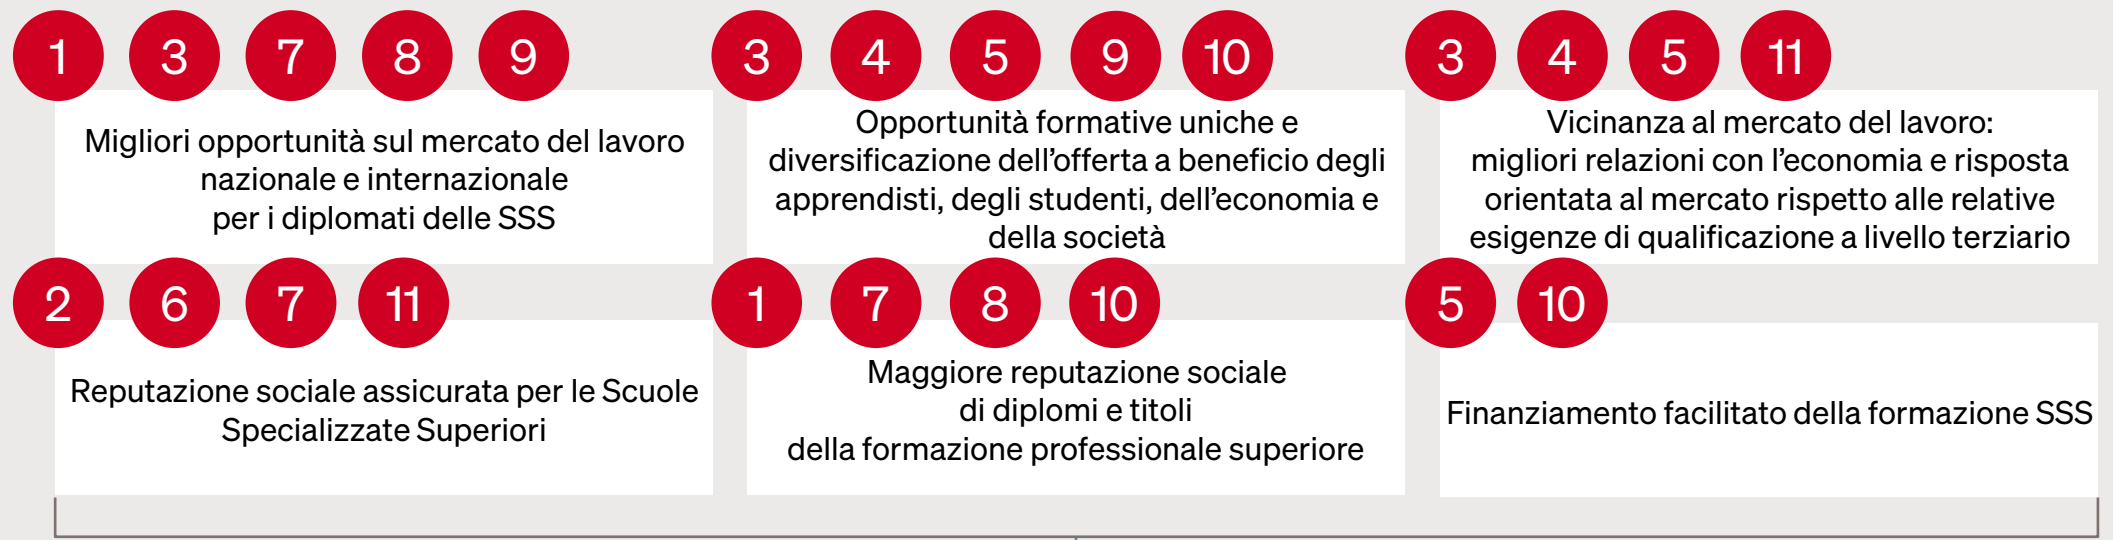 1 3 7 8 9
Migliori opportunità sul mercato del lavoro
nazionale e internazionale
per i diplomati delle SSS
3 4 5 9 10
Opportunità formative uniche e
diversificazione dell’offerta a beneficio degli
apprendisti, degli studenti, dell’economia e
della società
3 4 5 11
Vicinanza al mercato del lavoro:
migliori relazioni con l’economia e risposta
orientata al mercato rispetto alle relative
esigenze di qualificazione a livello terziario
2 6 7 11
Reputazione sociale assicurata per le Scuole
Specializzate Superiori
1 7 8 10
Maggiore reputazione sociale
di diplomi e titoli
della formazione professionale superiore
5 10
Finanziamento facilitato della formazione SSS